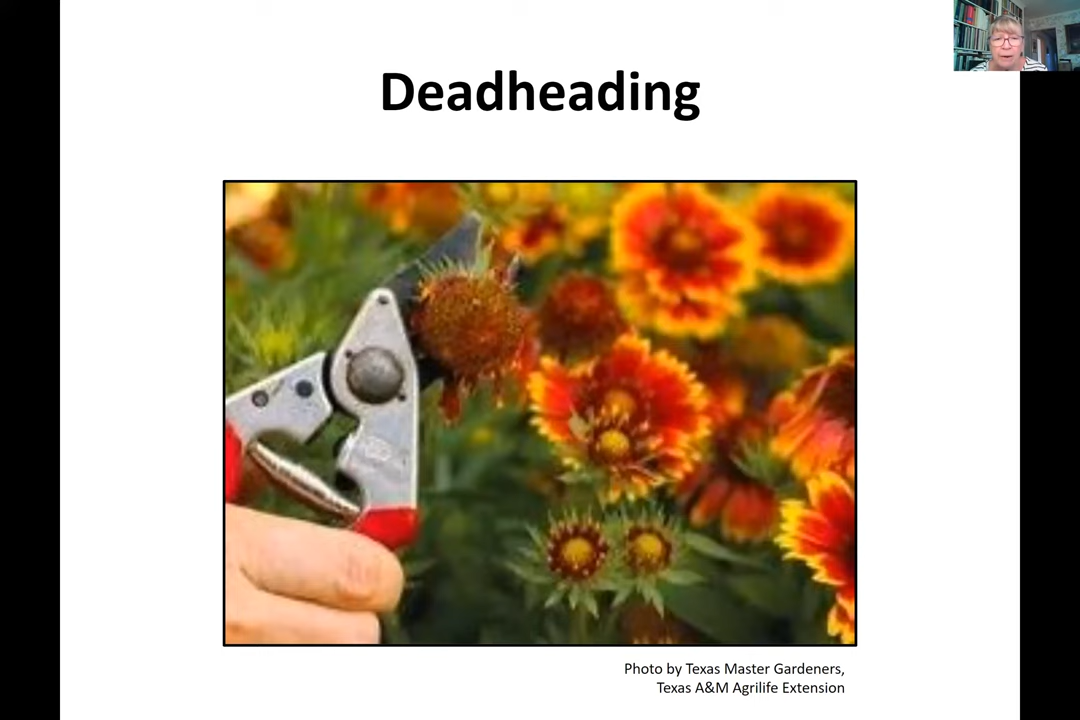 Deadheading
Photo by Texas Master Gardeners,
Texas A&M Agrilife Extension